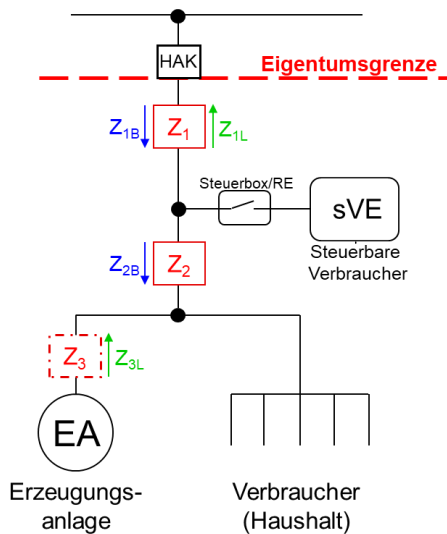 HAK
Eigentumsgrenze
Z1B
Z1
Z1L
Steuerbox/RE
sVE
Steuerbare
Verbraucher
Z2B
Z2
Z3
Z3L
EA
Erzeugungs-
anlage
Verbraucher
(Haushalt)